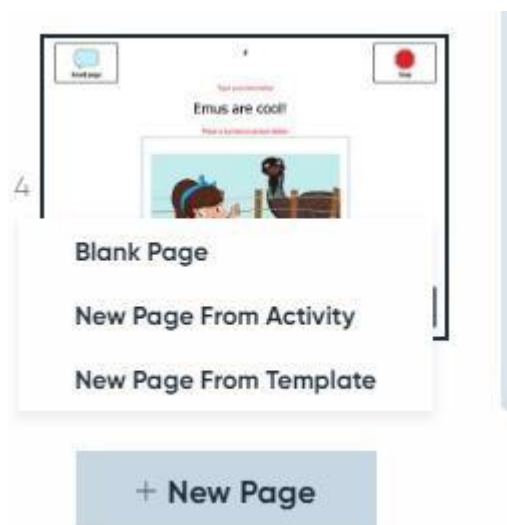 Emus are cool!
4
Blank Page
New Page From Activity
New Page From Template
+ New Page